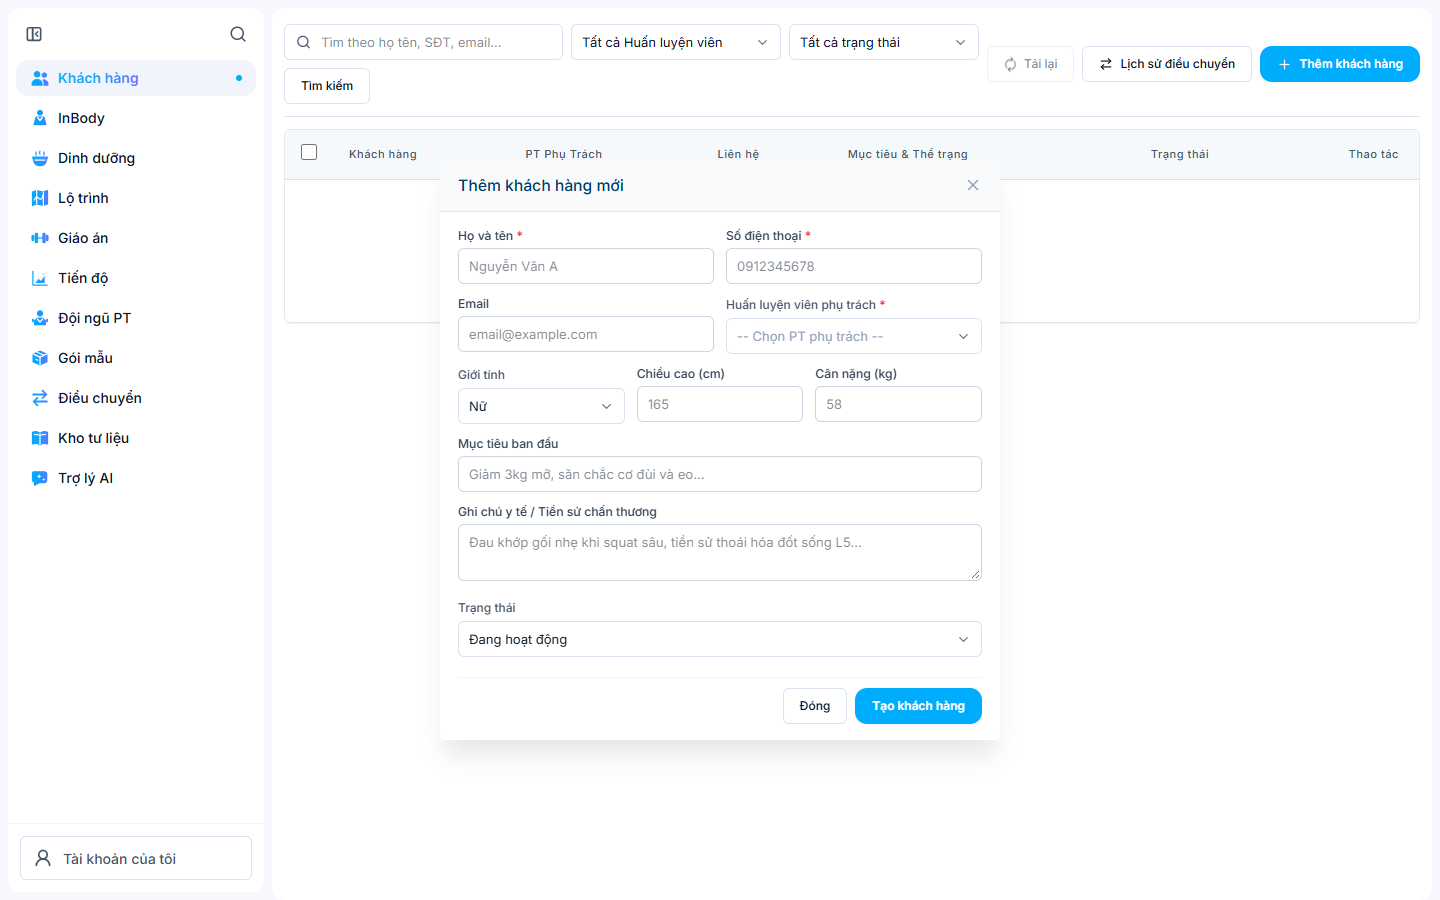 Tìm theo họ tên, SĐT, email...
Tất cả Huấn luyện viên
Tất cả trạng thái
Tải lại
Lịch sử điều chuyển
Thêm khách hàng
Tìm kiếm
Khách hàng
InBody
Dinh dưỡng
Lộ trình
Giáo án
Tiến độ
Đội ngũ PT
Gói mẫu
Điều chuyển
Kho tư liệu
Trợ lý AI
Tài khoản của tôi
Khách hàng PT Phụ Trách Liên hệ Mục tiêu & Thể trạng Trạng thái Thao tác
Thêm khách hàng mới
Họ và tên * Số điện thoại *
Nguyễn Văn A 0912345678
Email Huấn luyện viên phụ trách *
email@example.com -- Chọn PT phụ trách --
Giới tính Chiều cao (cm) Cân nặng (kg)
Nữ 165 58
Mục tiêu ban đầu
Giảm 3kg mỡ, săn chắc cơ đùi và eo...
Ghi chú y tế / Tiền sử chấn thương
Đau khớp gối nhẹ khi squat sâu, tiền sử thoái hóa đốt sống L5...
Trạng thái
Đang hoạt động
Đóng Tạo khách hàng